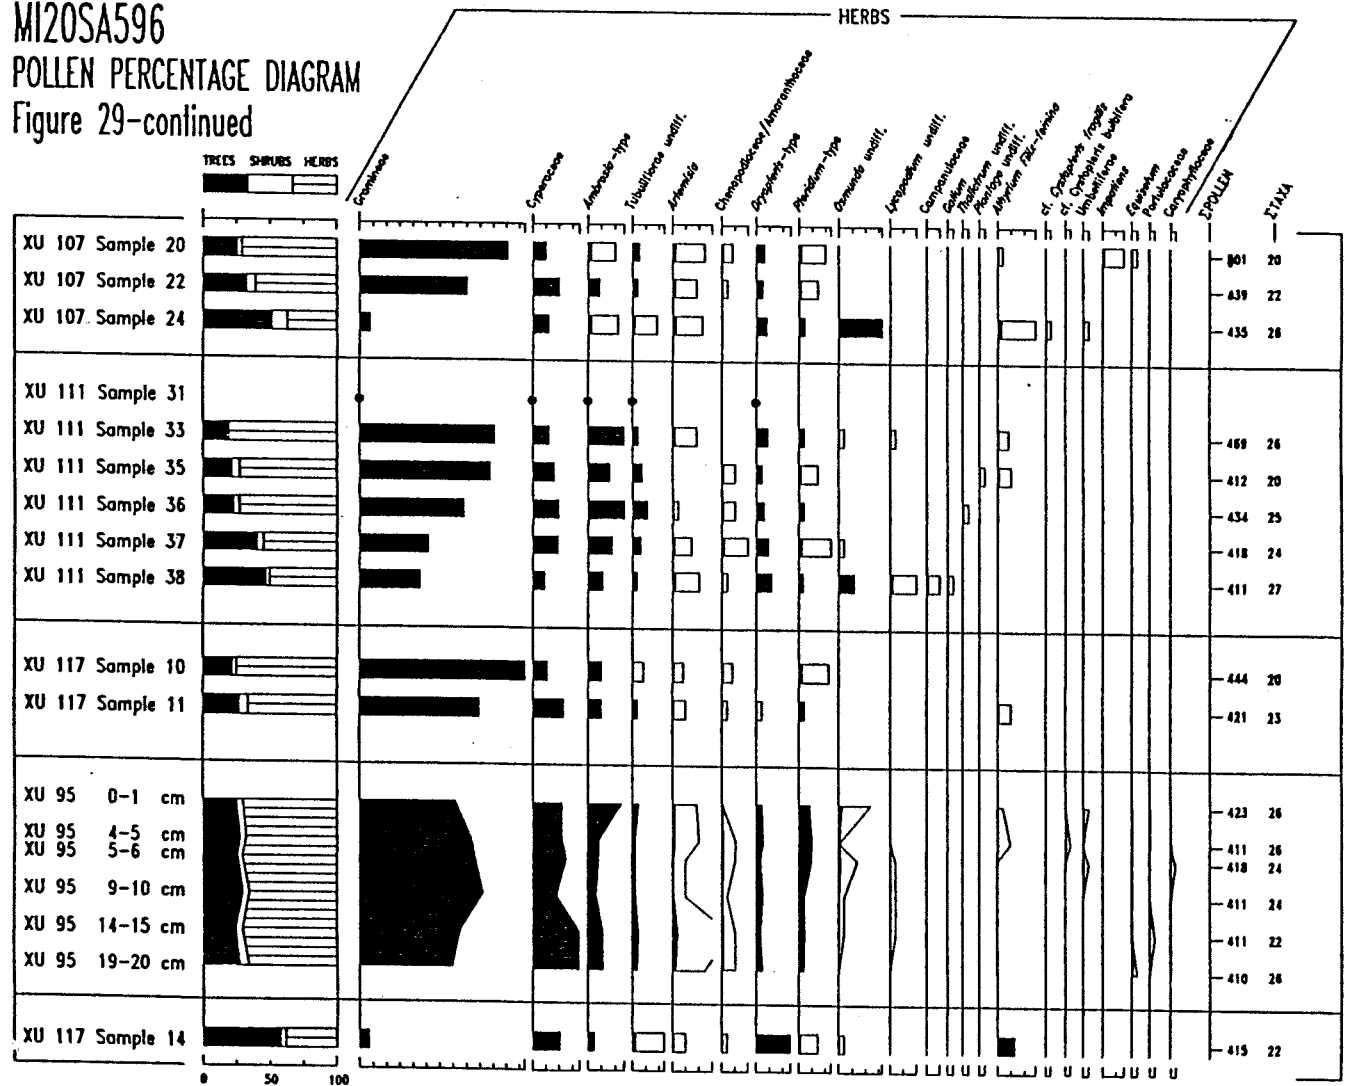 MI20SA596
POLLEN PERCENTAGE DIAGRAM
Figure 29-continued
HERBS
TREES SHRUBS HERBS
Gramineae
Cyperaceae
Ambrosia-type
Tubuliflorae undiff.
Artemisia
Chenopodiaceae/Amaranthaceae
Dryopteris-type
Pteridium-type
Osmunda undiff.
Lycopodium undiff.
Campanulaceae
Galium
Thalictrum undiff.
Plantago undiff.
Athyrium Filix-femina
cf. Cystopteris fragilis
cf. Cystopteris bulbifera
Umbelliferae
Impatiens
Equisetum
Portulacaceae
Caryophyllaceae
ΣPOLLEN
ΣTAXA
XU 107 Sample 20 801 20
XU 107 Sample 22 439 22
XU 107 Sample 24 435 26
XU 111 Sample 31
XU 111 Sample 33 469 26
XU 111 Sample 35 412 20
XU 111 Sample 36 434 25
XU 111 Sample 37 418 24
XU 111 Sample 38 411 27
XU 117 Sample 10 444 20
XU 117 Sample 11 421 23
XU 95 0-1 cm 423 26
XU 95 4-5 cm 411 26
XU 95 5-6 cm 418 24
XU 95 9-10 cm 411 24
XU 95 14-15 cm 411 22
XU 95 19-20 cm 410 26
XU 117 Sample 14 415 22
0 50 100